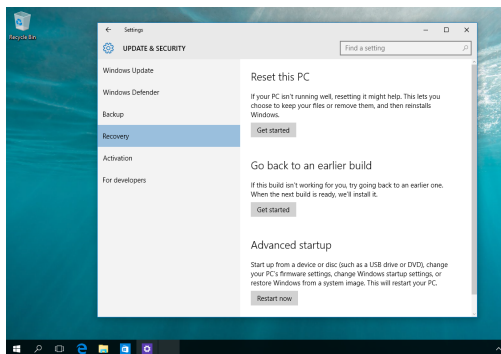 Recycle Bin
Settings
UPDATE & SECURITY
Find a setting
Windows Update
Windows Defender
Backup
Recovery
Activation
For developers
Reset this PC
If your PC isn't running well, resetting it might help. This lets you
choose to keep your files or remove them, and then reinstalls
Windows.
Get started
Go back to an earlier build
If this build isn't working for you, try going back to an earlier one.
When the next build is ready, we'll install it.
Get started
Advanced startup
Start up from a device or disc (such as a USB drive or DVD), change
your PC's firmware settings, change Windows startup settings, or
restore Windows from a system image. This will restart your PC.
Restart now